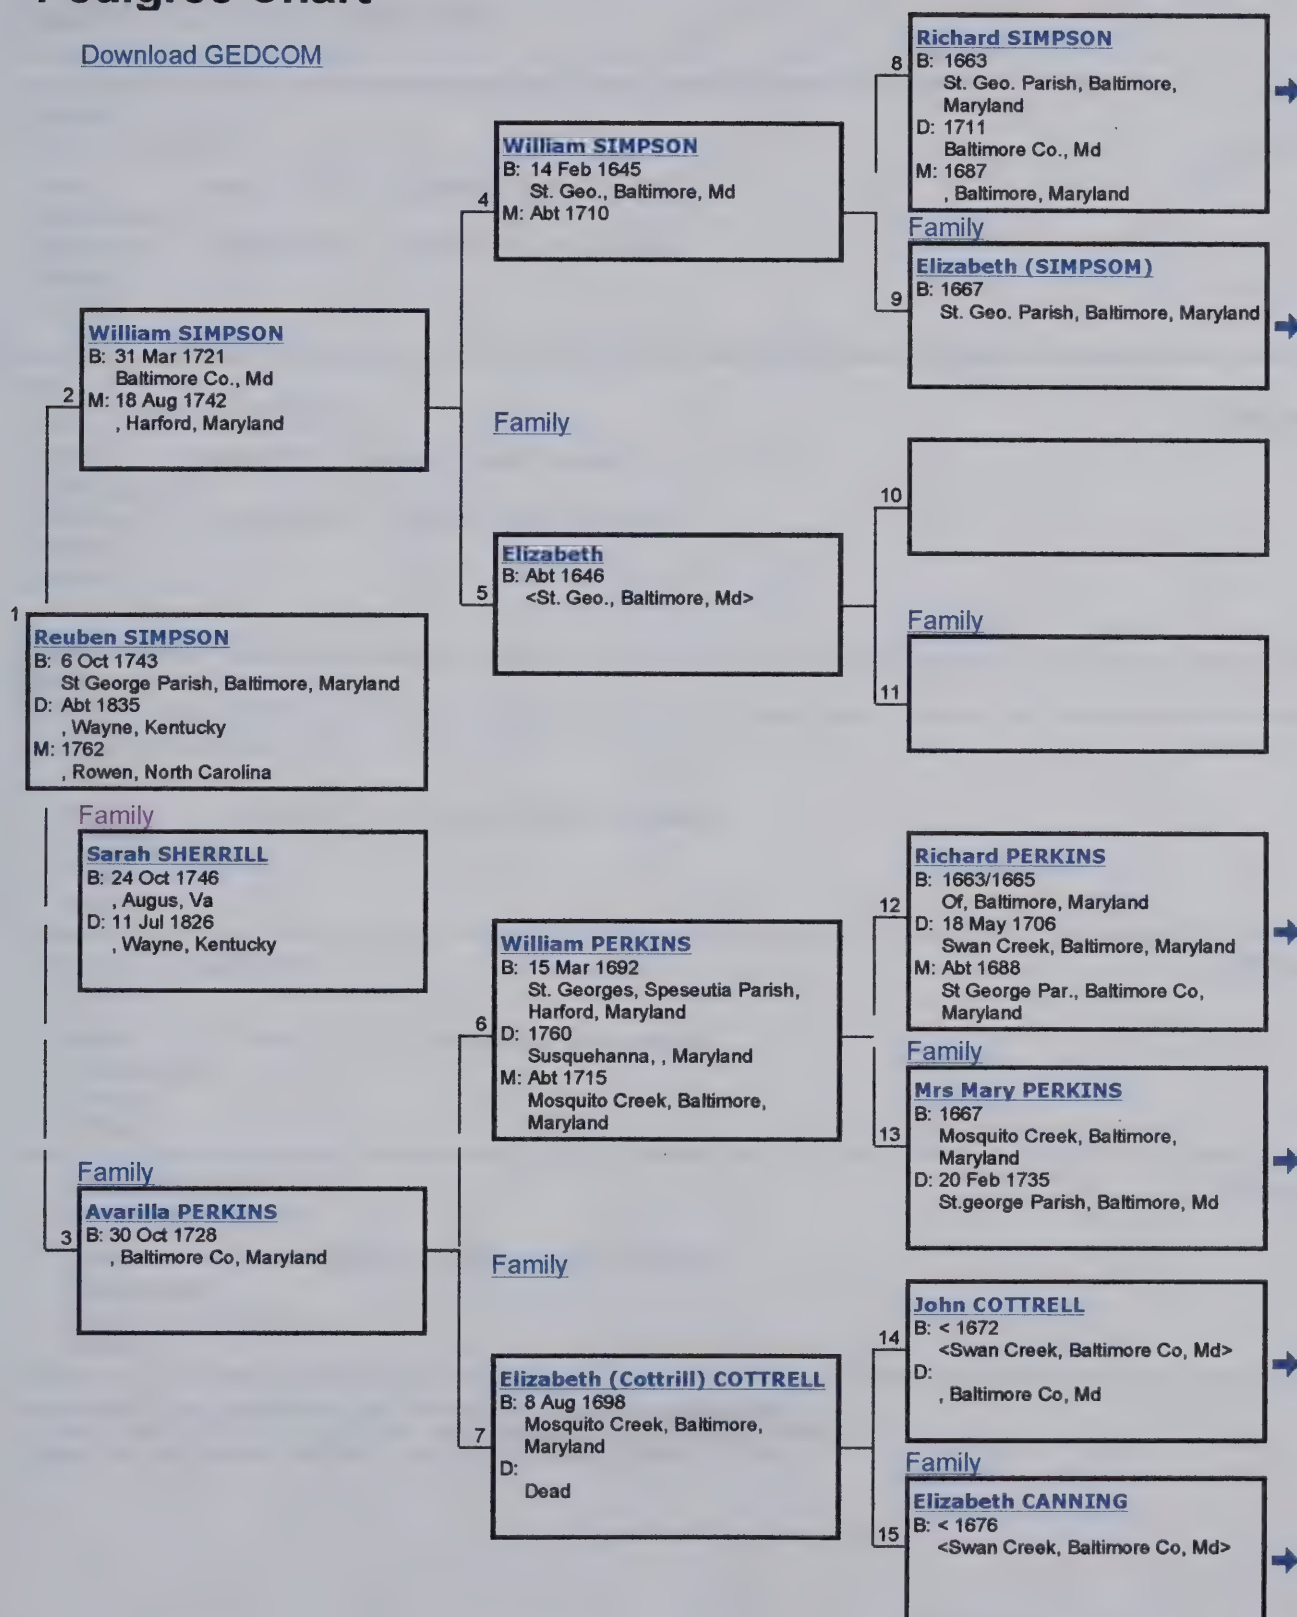 Pedigree Chart
Download GEDCOM
1
Reuben SIMPSON
B: 6 Oct 1743
St George Parish, Baltimore, Maryland
D: Abt 1835
, Wayne, Kentucky
M: 1762
, Rowen, North Carolina
Family
Sarah SHERRILL
B: 24 Oct 1746
, Augus, Va
D: 11 Jul 1826
, Wayne, Kentucky
2
William SIMPSON
B: 31 Mar 1721
Baltimore Co., Md
M: 18 Aug 1742
, Harford, Maryland
Family
3
Avarilla PERKINS
B: 30 Oct 1728
, Baltimore Co, Maryland
4
William SIMPSON
B: 14 Feb 1645
St. Geo., Baltimore, Md
M: Abt 1710
Family
5
Elizabeth
B: Abt 1646
<St. Geo., Baltimore, Md>
6
William PERKINS
B: 15 Mar 1692
St. Georges, Speseutia Parish,
Harford, Maryland
D: 1760
Susquehanna, , Maryland
M: Abt 1715
Mosquito Creek, Baltimore,
Maryland
Family
7
Elizabeth (Cottrill) COTTRELL
B: 8 Aug 1698
Mosquito Creek, Baltimore,
Maryland
D:
Dead
8
Richard SIMPSON
B: 1663
St. Geo. Parish, Baltimore,
Maryland
D: 1711
Baltimore Co., Md
M: 1687
, Baltimore, Maryland
Family
9
Elizabeth (SIMPSOM)
B: 1667
St. Geo. Parish, Baltimore, Maryland
10
Family
11
12
Richard PERKINS
B: 1663/1665
Of, Baltimore, Maryland
D: 18 May 1706
Swan Creek, Baltimore, Maryland
M: Abt 1688
St George Par., Baltimore Co,
Maryland
Family
13
Mrs Mary PERKINS
B: 1667
Mosquito Creek, Baltimore,
Maryland
D: 20 Feb 1735
St.george Parish, Baltimore, Md
14
John COTTRELL
B: < 1672
<Swan Creek, Baltimore Co, Md>
D:
, Baltimore Co, Md
Family
15
Elizabeth CANNING
B: < 1676
<Swan Creek, Baltimore Co, Md>